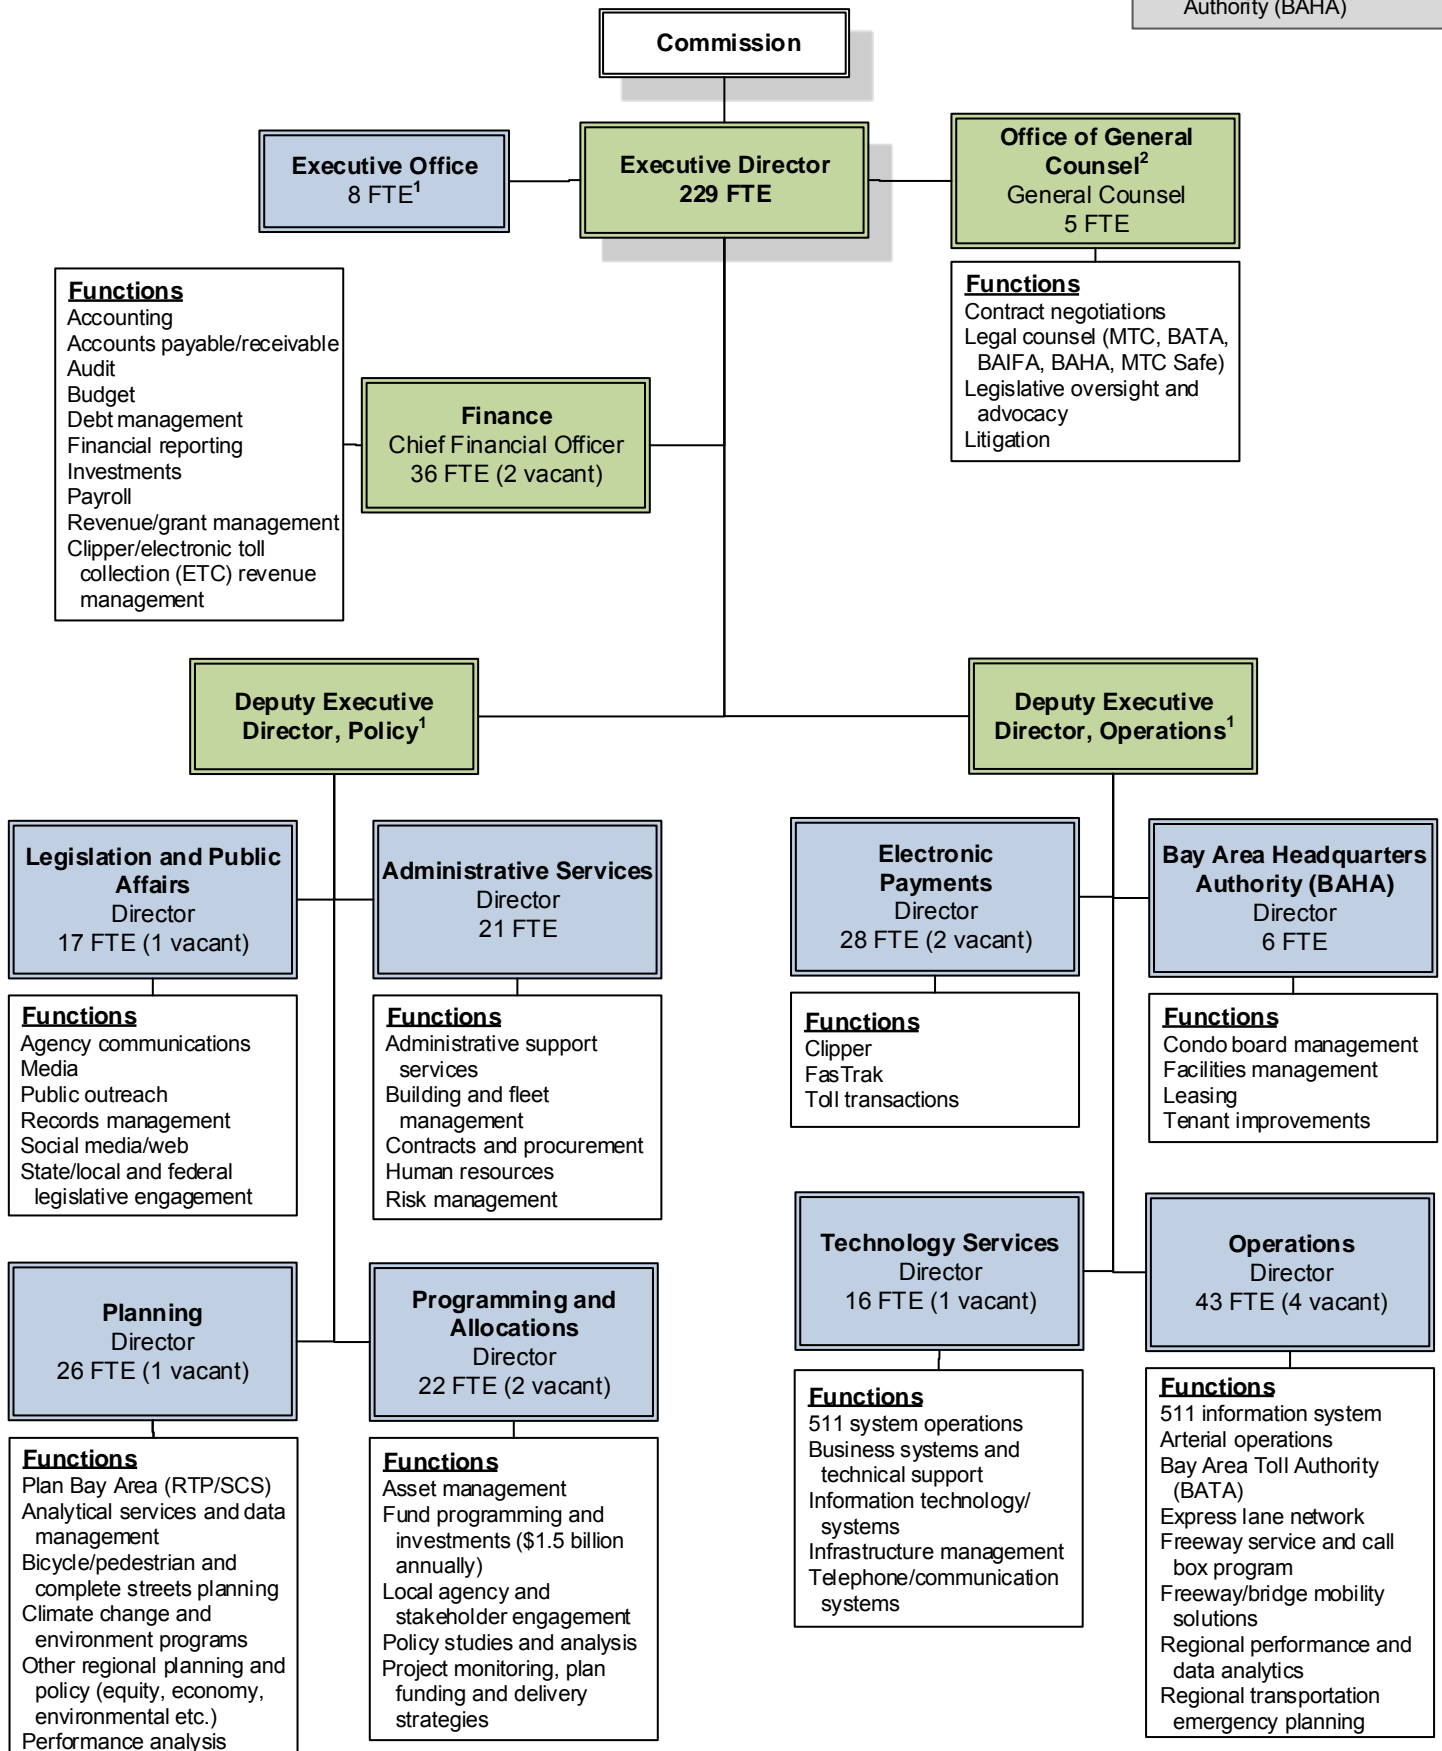 Authority (BAHA)
Commission
Executive Office
8 FTE¹
Executive Director
229 FTE
Office of General
Counsel²
General Counsel
5 FTE
Functions
Accounting
Accounts payable/receivable
Audit
Budget
Debt management
Financial reporting
Investments
Payroll
Revenue/grant management
Clipper/electronic toll
collection (ETC) revenue
management
Finance
Chief Financial Officer
36 FTE (2 vacant)
Functions
Contract negotiations
Legal counsel (MTC, BATA,
BAIFA, BAHA, MTC Safe)
Legislative oversight and
advocacy
Litigation
Deputy Executive
Director, Policy¹
Deputy Executive
Director, Operations¹
Legislation and Public
Affairs
Director
17 FTE (1 vacant)
Functions
Agency communications
Media
Public outreach
Records management
Social media/web
State/local and federal
legislative engagement
Administrative Services
Director
21 FTE
Functions
Administrative support
services
Building and fleet
management
Contracts and procurement
Human resources
Risk management
Electronic
Payments
Director
28 FTE (2 vacant)
Functions
Clipper
FasTrak
Toll transactions
Bay Area Headquarters
Authority (BAHA)
Director
6 FTE
Functions
Condo board management
Facilities management
Leasing
Tenant improvements
Planning
Director
26 FTE (1 vacant)
Functions
Plan Bay Area (RTP/SCS)
Analytical services and data
management
Bicycle/pedestrian and
complete streets planning
Climate change and
environment programs
Other regional planning and
policy (equity, economy,
environmental etc.)
Performance analysis
Programming and
Allocations
Director
22 FTE (2 vacant)
Functions
Asset management
Fund programming and
investments ($1.5 billion
annually)
Local agency and
stakeholder engagement
Policy studies and analysis
Project monitoring, plan
funding and delivery
strategies
Technology Services
Director
16 FTE (1 vacant)
Functions
511 system operations
Business systems and
technical support
Information technology/
systems
Infrastructure management
Telephone/communication
systems
Operations
Director
43 FTE (4 vacant)
Functions
511 information system
Arterial operations
Bay Area Toll Authority
(BATA)
Express lane network
Freeway service and call
box program
Freeway/bridge mobility
solutions
Regional performance and
data analytics
Regional transportation
emergency planning